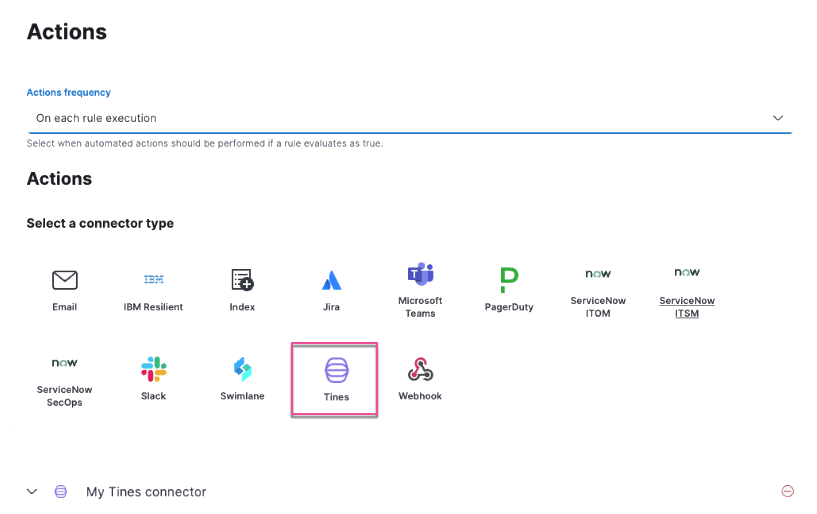 Actions
Actions frequency
On each rule execution
Select when automated actions should be performed if a rule evaluates as true.
Actions
Select a connector type
IBM
now
now
Email
IBM Resilient
Index
Jira
Microsoft
Teams
PagerDuty
ServiceNow
ITOM
ServiceNow
ITSM
now
ServiceNow
SecOps
Slack
Swimlane
Tines
Webhook
My Tines connector